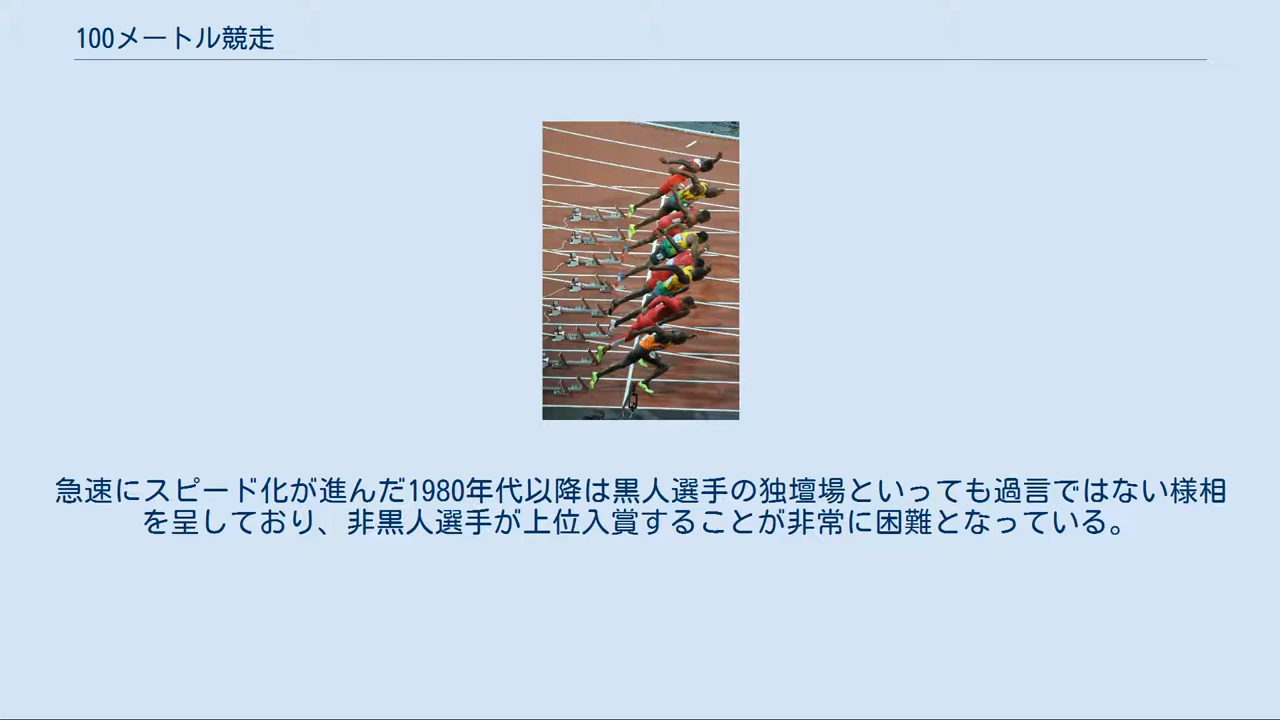 100メートル競走
急速にスピード化が進んだ1980年代以降は黒人選手の独壇場といっても過言ではない様相
を呈しており、非黒人選手が上位入賞することが非常に困難となっている。